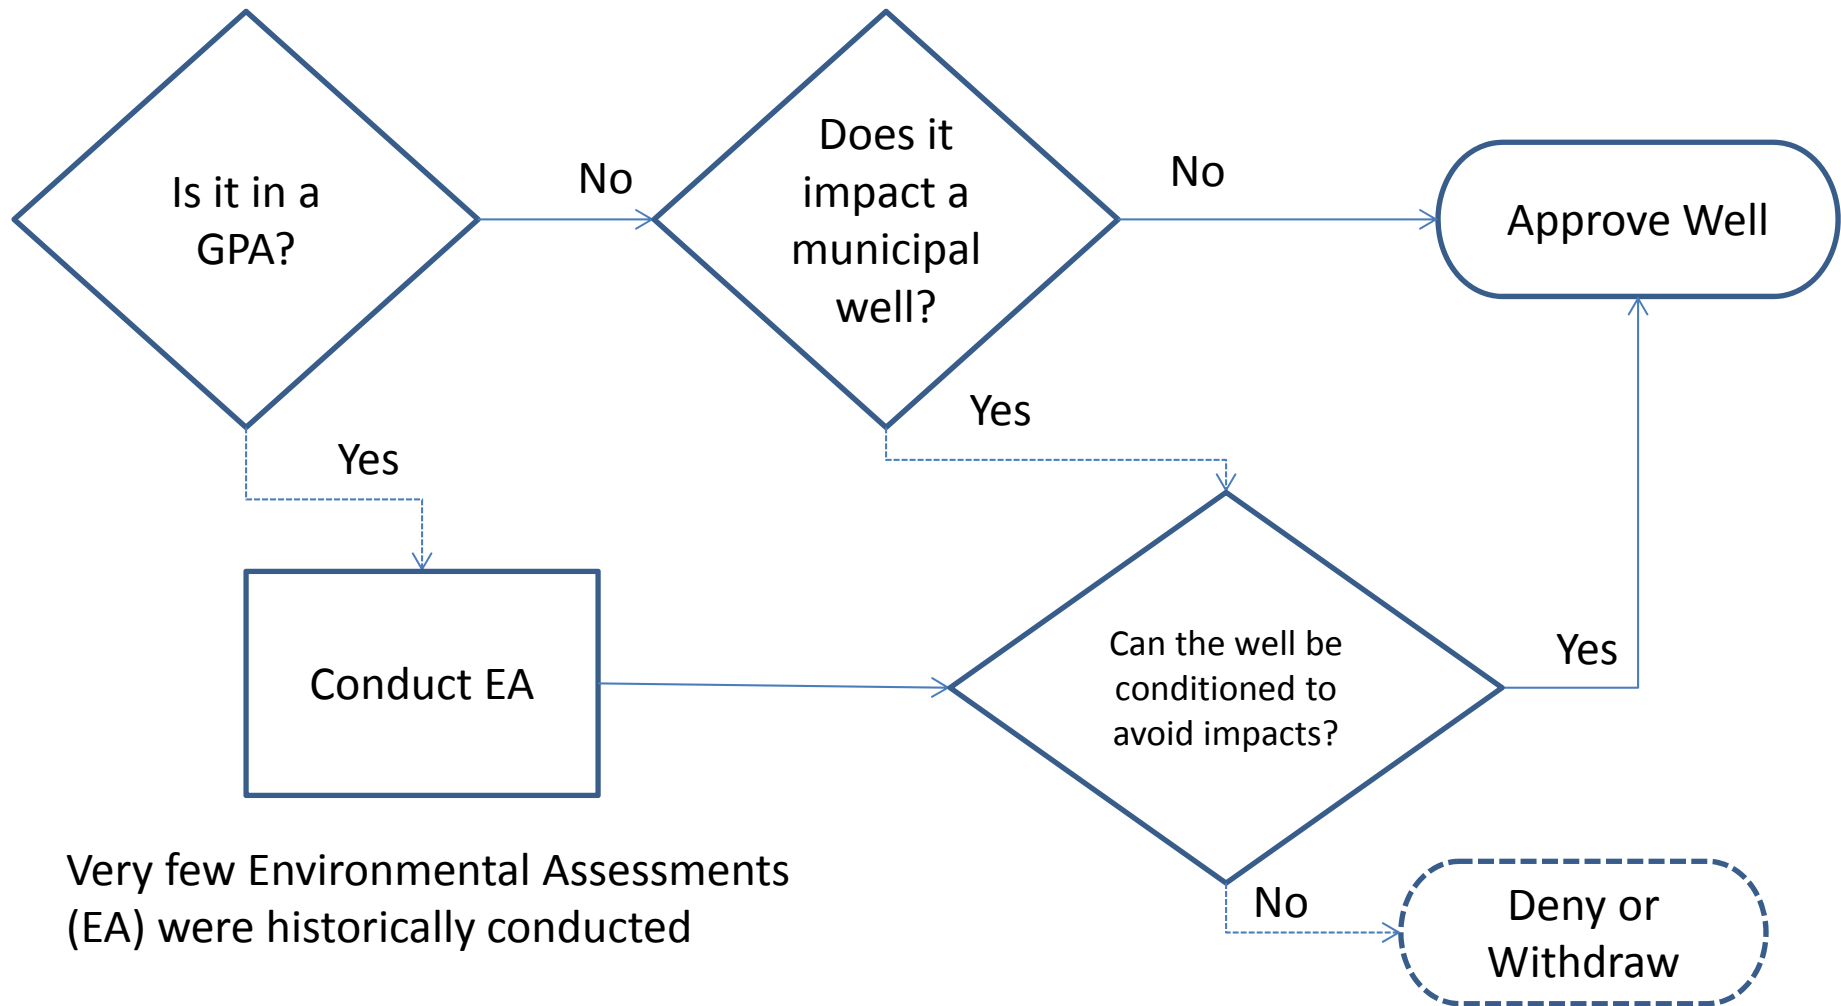 Is it in a
GPA?
No
Does it
impact a
municipal
well?
No
Approve Well
Yes
Yes
Conduct EA
Can the well be
conditioned to
avoid impacts?
Yes
Very few Environmental Assessments
(EA) were historically conducted
No
Deny or
Withdraw